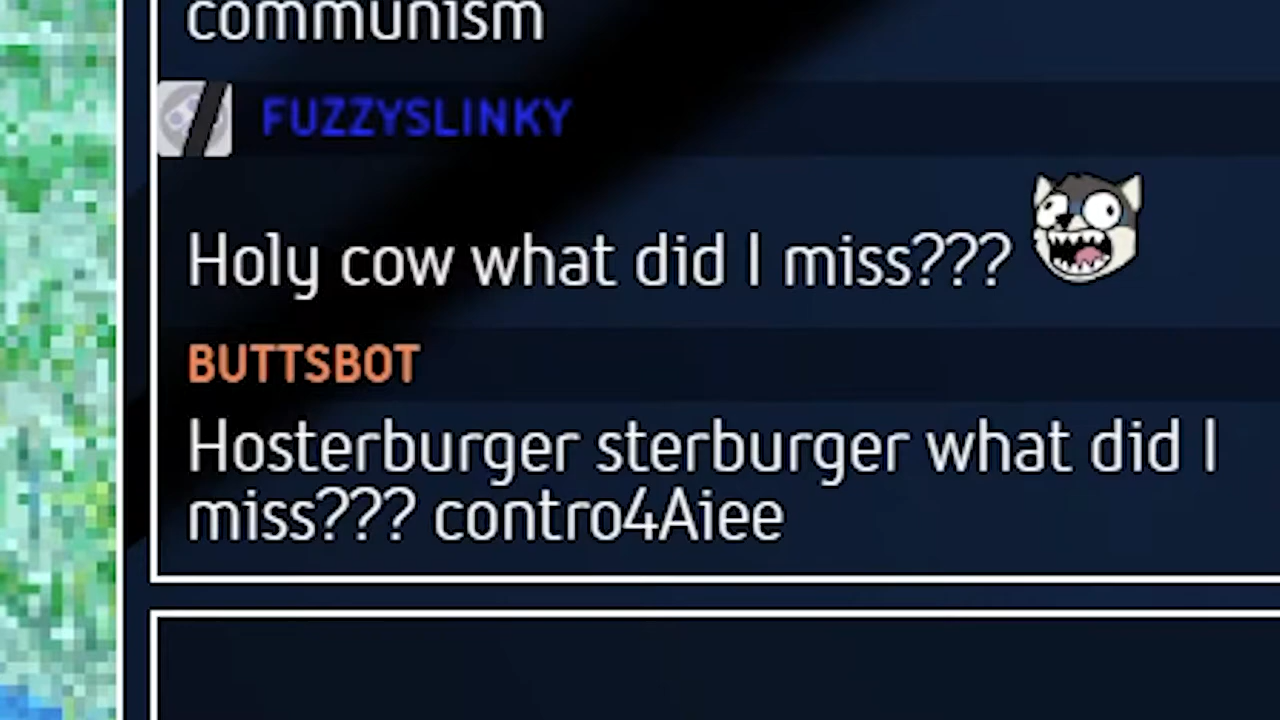 communism
FUZZYSLINKY
Holy cow what did I miss???
BUTTSBOT
Hosterburger sterburger what did I
miss??? contro4Aiee